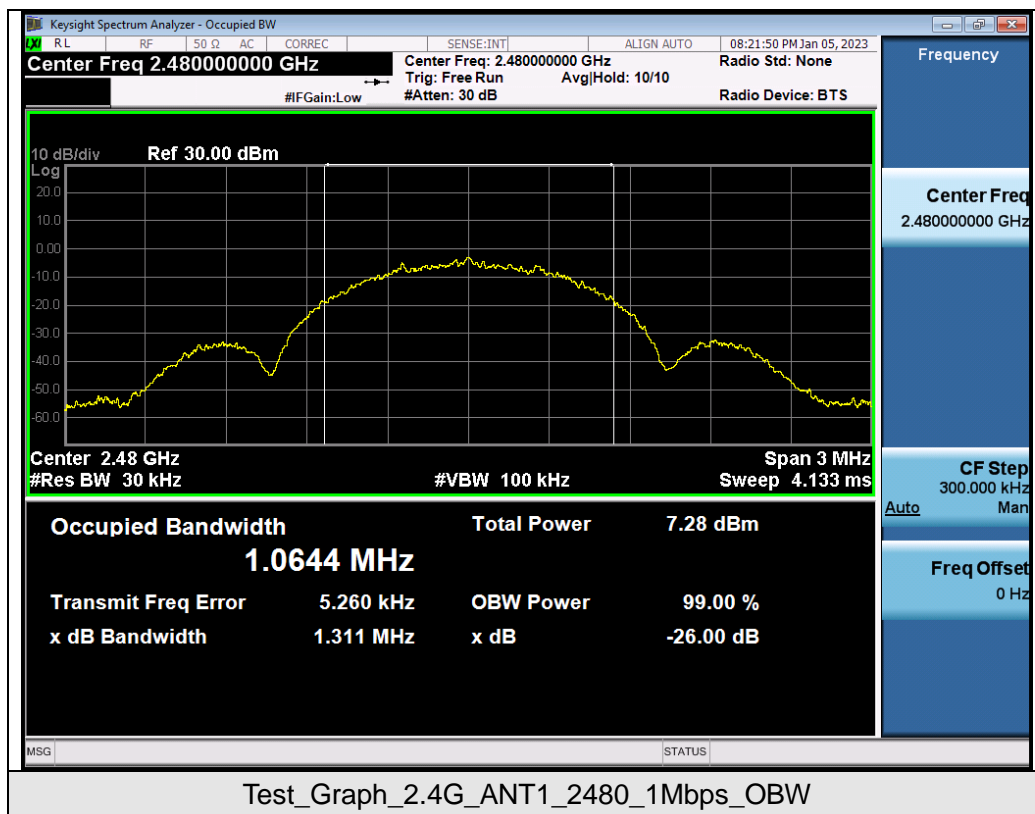 Keysight Spectrum Analyzer - Occupied BW
LXI RL RF 50 Ω AC CORREC SENSE:INT ALIGN AUTO 08:21:50 PM Jan 05, 2023
Center Freq 2.480000000 GHz
Center Freq: 2.480000000 GHz
Radio Std: None
Trig: Free Run Avg|Hold: 10/10
#IFGain:Low #Atten: 30 dB Radio Device: BTS
Frequency
10 dB/div Ref 30.00 dBm
Log
20.0
10.0
0.00
-10.0
-20.0
-30.0
-40.0
-50.0
-60.0
Center 2.48 GHz Span 3 MHz
#Res BW 30 kHz #VBW 100 kHz Sweep 4.133 ms
Center Freq
2.480000000 GHz
CF Step
300.000 kHz
Auto Man
Freq Offset
0 Hz
Occupied Bandwidth Total Power 7.28 dBm
1.0644 MHz
Transmit Freq Error 5.260 kHz OBW Power 99.00 %
x dB Bandwidth 1.311 MHz x dB -26.00 dB
MSG STATUS
Test_Graph_2.4G_ANT1_2480_1Mbps_OBW